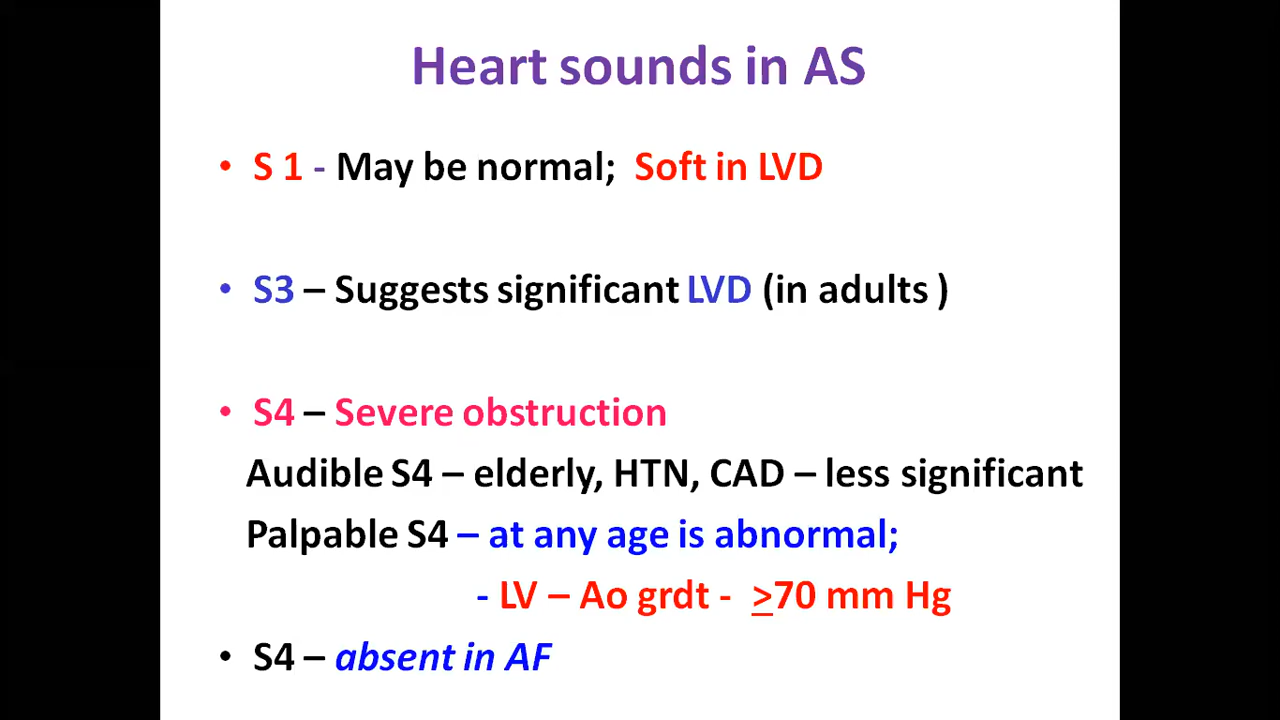 Heart sounds in AS
• S 1 - May be normal; Soft in LVD
• S3 – Suggests significant LVD (in adults )
• S4 – Severe obstruction
Audible S4 – elderly, HTN, CAD – less significant
Palpable S4 – at any age is abnormal;
- LV – Ao grdt - ≥70 mm Hg
• S4 – absent in AF